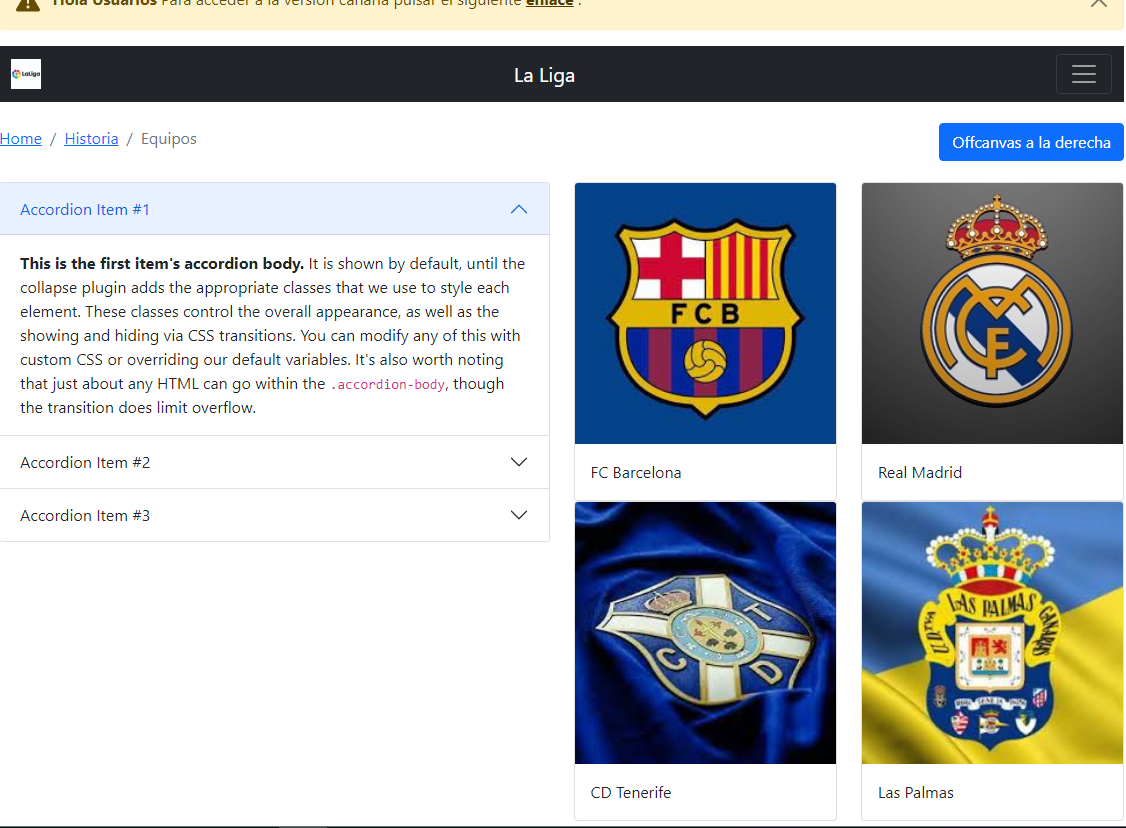 Hola Usuarios Para acceder a la versión canaria pulsar el siguiente enlace .
LaLiga
La Liga
Home / Historia / Equipos
Offcanvas a la derecha
Accordion Item #1
This is the first item's accordion body. It is shown by default, until the
collapse plugin adds the appropriate classes that we use to style each
element. These classes control the overall appearance, as well as the
showing and hiding via CSS transitions. You can modify any of this with
custom CSS or overriding our default variables. It's also worth noting
that just about any HTML can go within the .accordion-body, though
the transition does limit overflow.
Accordion Item #2
Accordion Item #3
FCB
FC Barcelona
Real Madrid
C T D
CD Tenerife
U.D. LAS PALMAS CANARIAS
Las Palmas